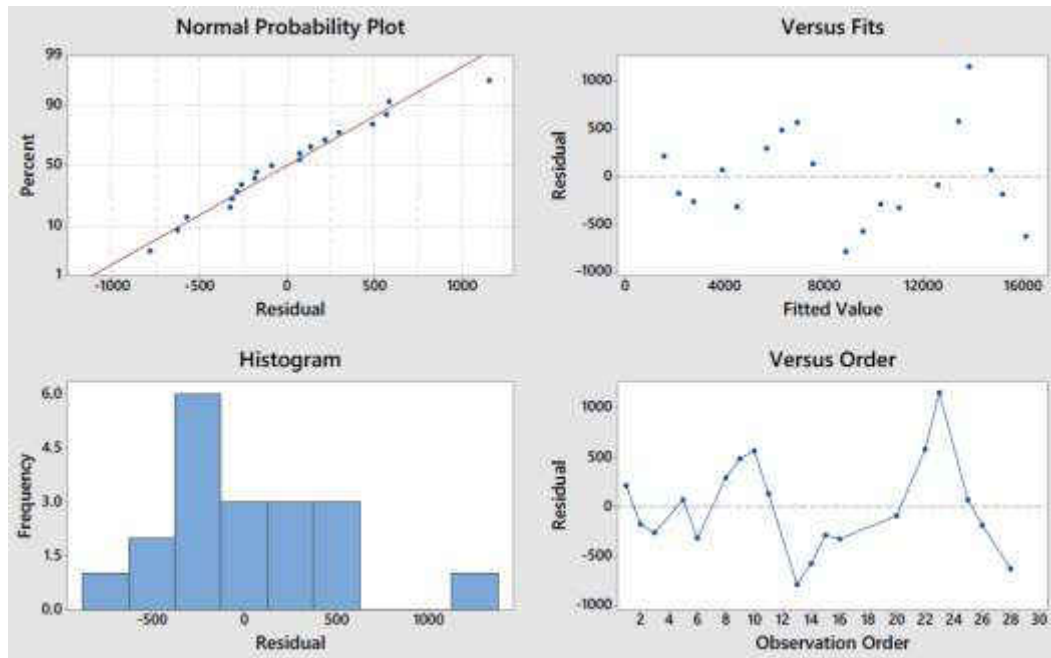 Normal Probability Plot
99
90
50
10
1
Percent
-1000 -500 0 500 1000
Residual
Versus Fits
1000
500
0
-500
-1000
Residual
0 4000 8000 12000 16000
Fitted Value
Histogram
6.0
4.5
3.0
1.5
0.0
Frequency
-500 0 500 1000
Residual
Versus Order
1000
500
0
-500
-1000
Residual
2 4 6 8 10 12 14 16 18 20 22 24 26 28 30
Observation Order